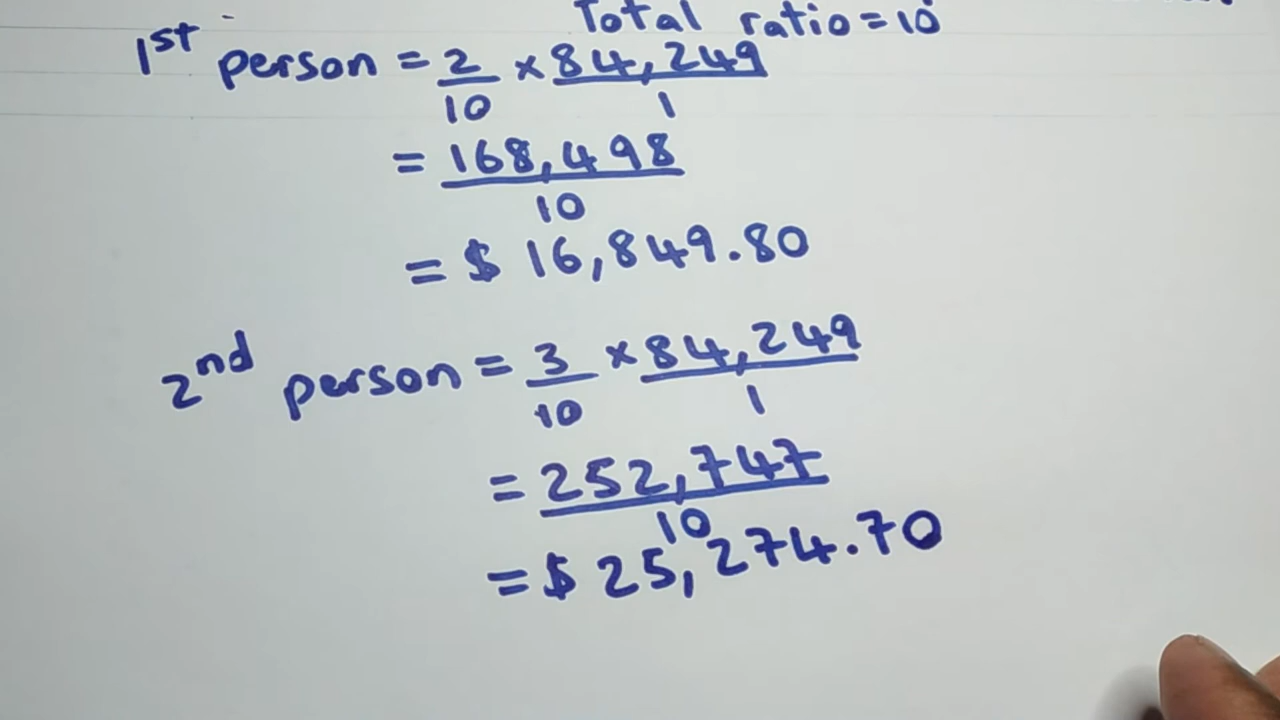 Total ratio = 10
1st person = 2/10 × 84,249/1
= 168,498/10
= $ 16,849.80
2nd person = 3/10 × 84,249/1
= 252,747/10
= $ 25,274.70